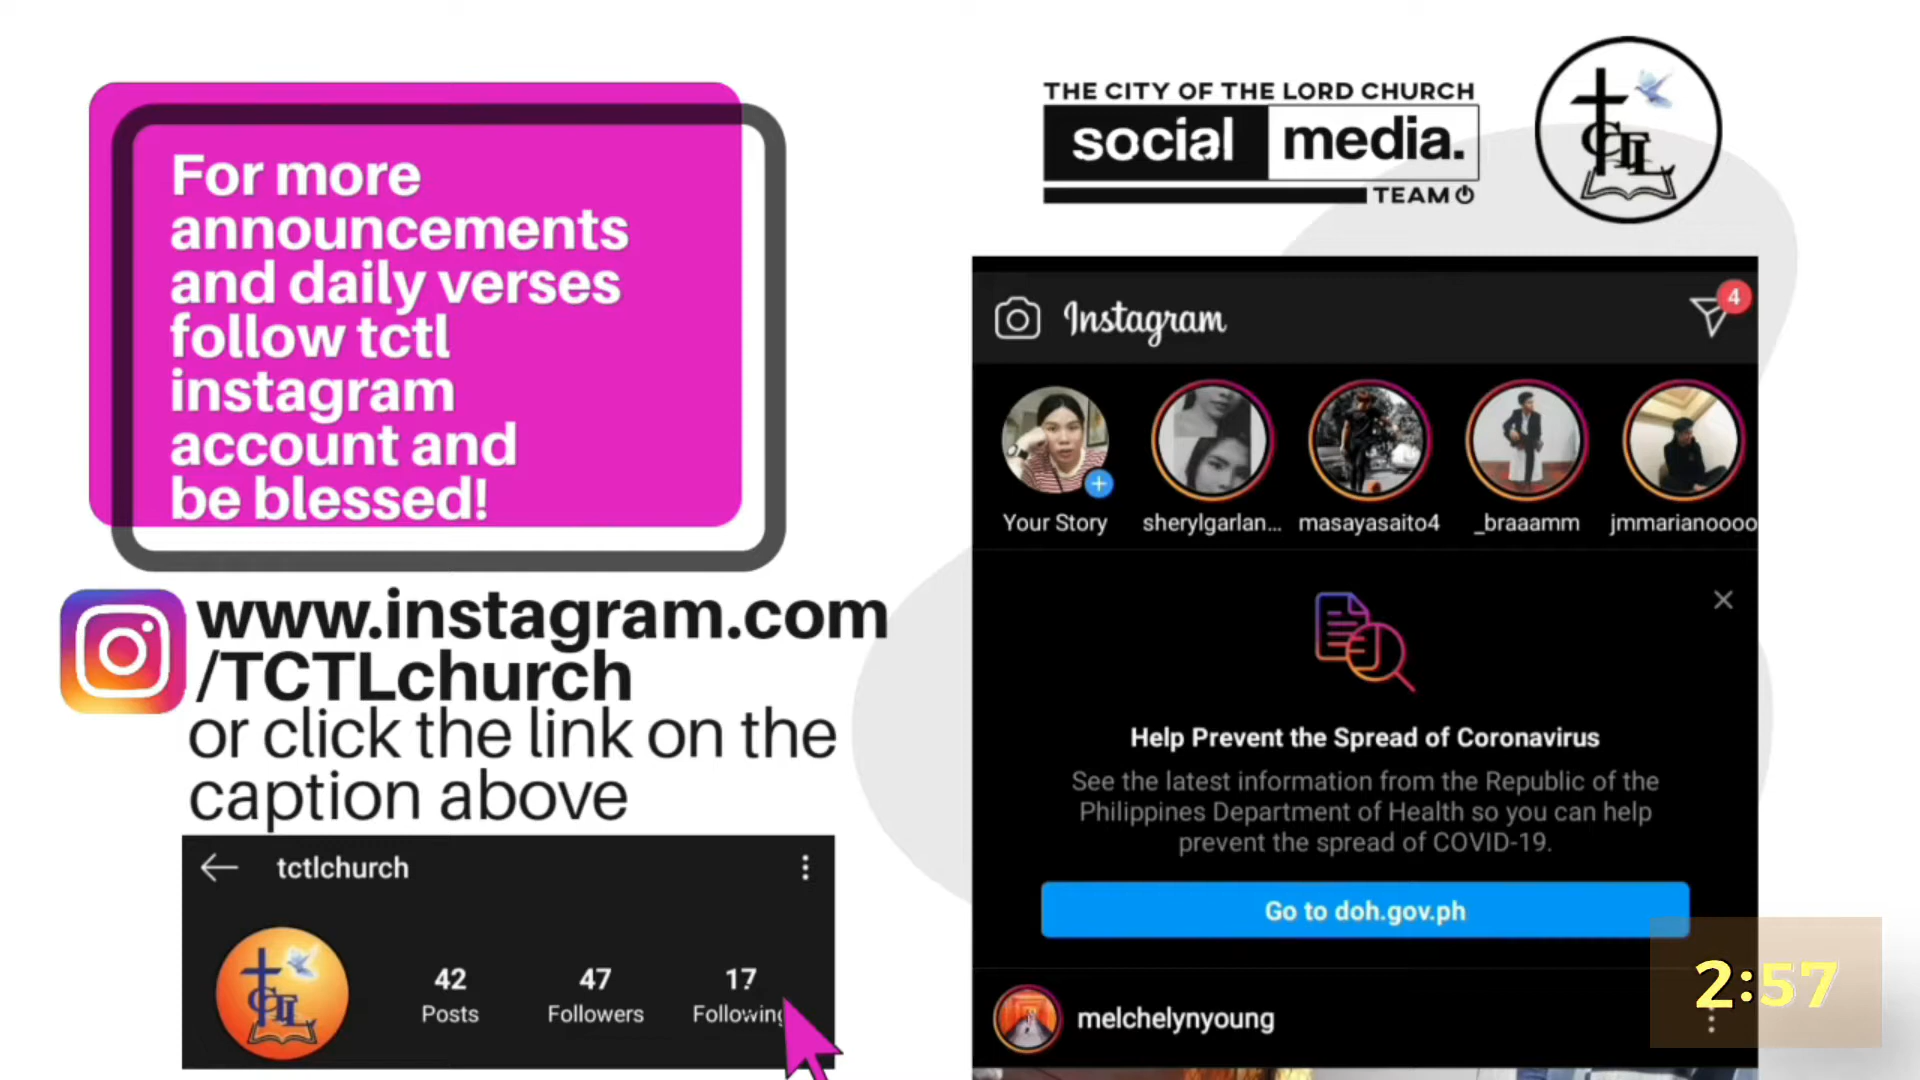 For more
announcements
and daily verses
follow tctl
instagram
account and
be blessed!
www.instagram.com
/TCTLchurch
or click the link on the
caption above
tctlchurch
42
47
17
Posts
Followers
Following
THE CITY OF THE LORD CHURCH
social media.
TEAM
CTL
Instagram
4
Your Story
sherylgarlan...
masayasaito4
_braaamm
jmmarianoooo
Help Prevent the Spread of Coronavirus
See the latest information from the Republic of the
Philippines Department of Health so you can help
prevent the spread of COVID-19.
Go to doh.gov.ph
melchelynyoung
2:57